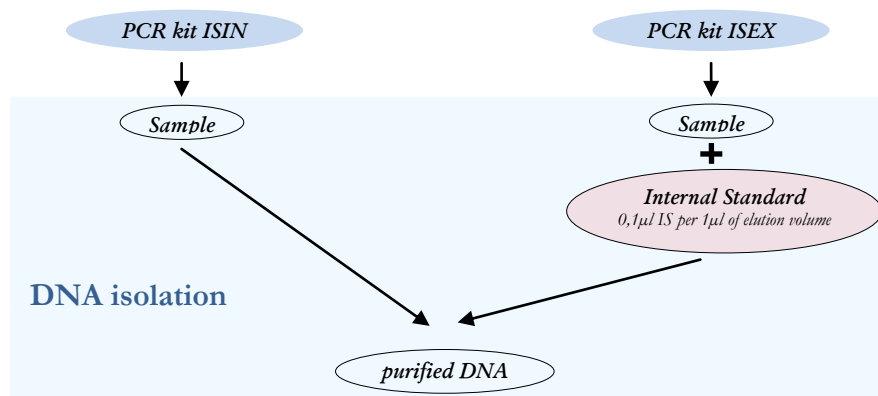 PCR kit ISIN
PCR kit ISEX
Sample
Sample
+
Internal Standard
0,1µl IS per 1µl of elution volume
DNA isolation
purified DNA